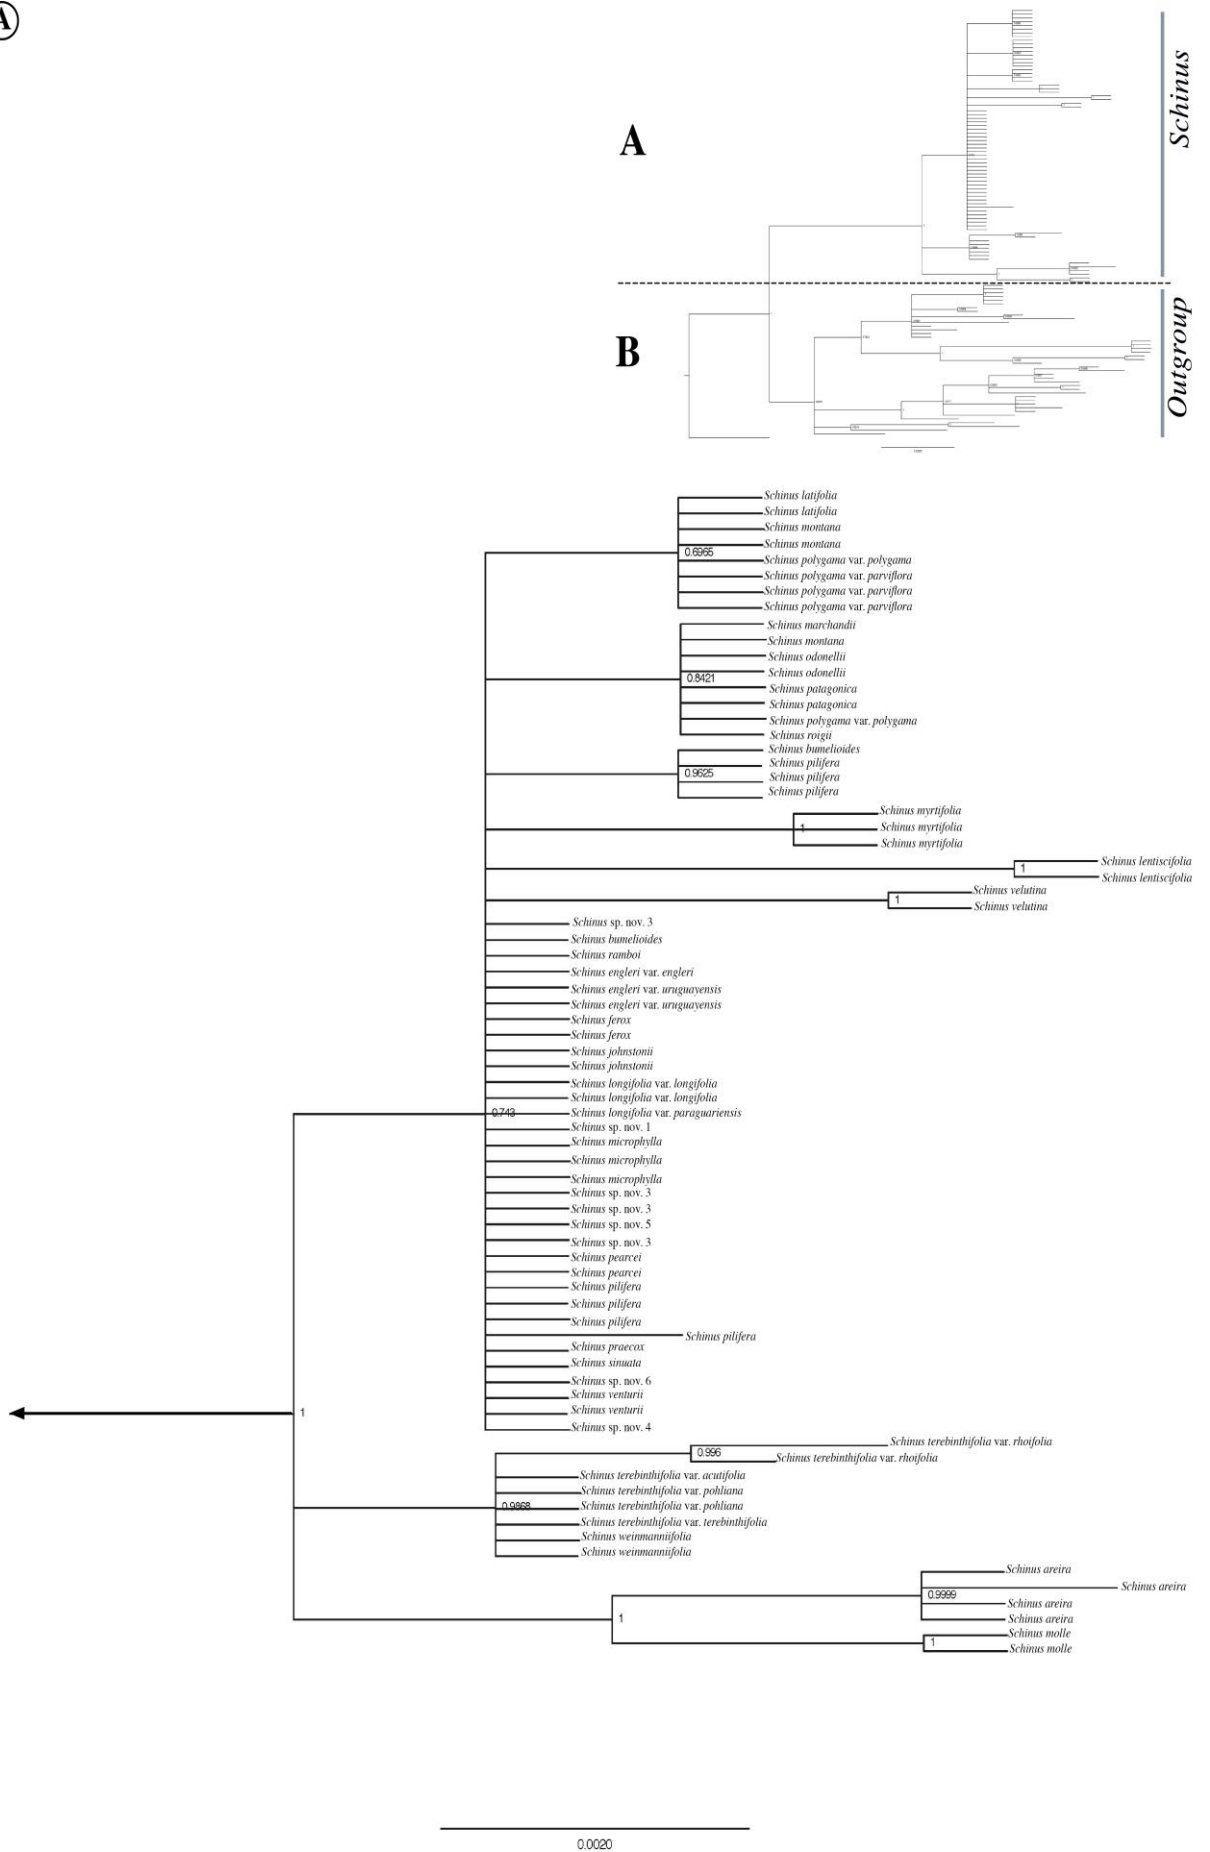 A
Schinus
A
Outgroup
B
Schinus latifolia
Schinus latifolia
Schinus montana
Schinus montana
0.6965
Schinus polygama var. polygama
Schinus polygama var. parviflora
Schinus polygama var. parviflora
Schinus polygama var. parviflora
Schinus marchandii
Schinus montana
Schinus odonellii
Schinus odonellii
0.8421
Schinus patagonica
Schinus patagonica
Schinus polygama var. polygama
Schinus roigii
Schinus bumelioides
Schinus pilifera
0.9625
Schinus pilifera
Schinus pilifera
Schinus myrtifolia
1
Schinus myrtifolia
Schinus myrtifolia
Schinus lentiscifolia
1
Schinus lentiscifolia
Schinus velutina
1
Schinus velutina
Schinus sp. nov. 3
Schinus bumelioides
Schinus ramboi
Schinus engleri var. engleri
Schinus engleri var. uruguayensis
Schinus engleri var. uruguayensis
Schinus ferox
Schinus ferox
Schinus johnstonii
Schinus johnstonii
Schinus longifolia var. longifolia
Schinus longifolia var. longifolia
0.743
Schinus longifolia var. paraguariensis
Schinus sp. nov. 1
Schinus microphylla
Schinus microphylla
Schinus microphylla
Schinus sp. nov. 3
Schinus sp. nov. 3
Schinus sp. nov. 5
Schinus sp. nov. 3
Schinus pearcei
Schinus pearcei
Schinus pilifera
Schinus pilifera
Schinus pilifera
Schinus pilifera
Schinus praecox
Schinus sinuata
Schinus sp. nov. 6
Schinus venturii
Schinus venturii
1
Schinus sp. nov. 4
Schinus terebinthifolia var. rhoifolia
0.996
Schinus terebinthifolia var. rhoifolia
Schinus terebinthifolia var. acutifolia
Schinus terebinthifolia var. pohliana
0.9868
Schinus terebinthifolia var. pohliana
Schinus terebinthifolia var. terebinthifolia
Schinus weinmanniifolia
Schinus weinmanniifolia
Schinus areira
Schinus areira
0.9999
Schinus areira
Schinus areira
1
Schinus molle
1
Schinus molle
0.0020